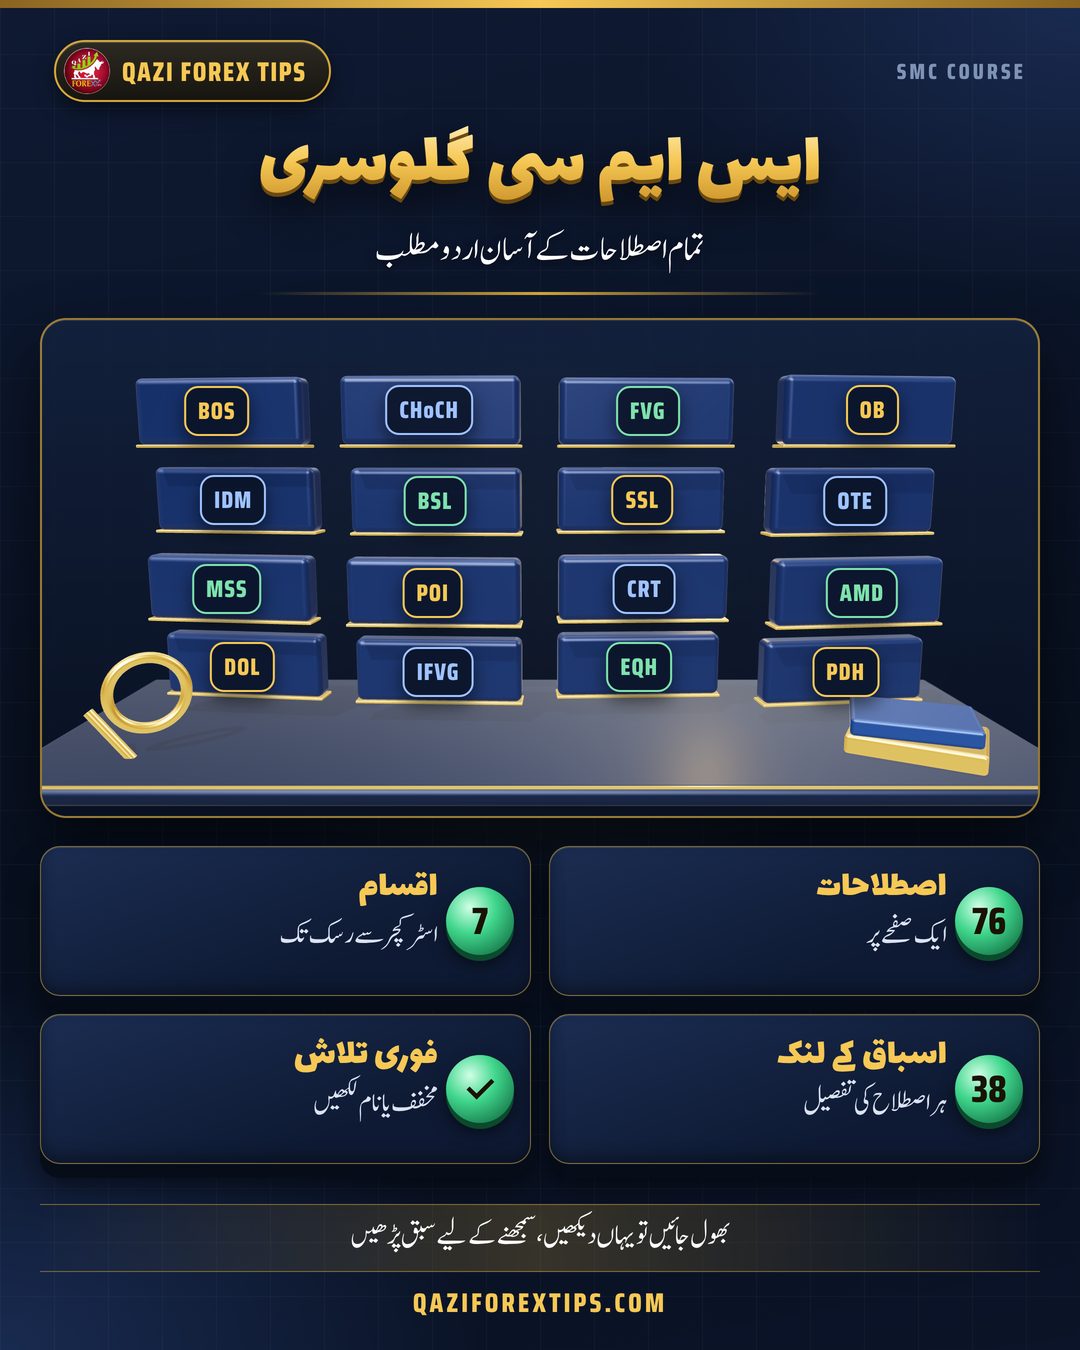 QAZI FOREX TIPS
SMC COURSE
ایس ایم سی گلوسری
تمام اصطلاحات کے آسان اردو مطلب
BOS
CHoCH
FVG
OB
IDM
BSL
SSL
OTE
MSS
POI
CRT
AMD
DOL
IFVG
EQH
PDH
76
اصطلاحات
ایک صفحے پر
7
اقسام
اسٹرکچر سے رسک تک
38
اسباق کے لنک
ہر اصطلاح کی تفصیل
فوری تلاش
مخفف یا نام لکھیں
بھول جائیں تو یہاں دیکھیں، سمجھنے کے لیے سبق پڑھیں
QAZIFOREXTIPS.COM